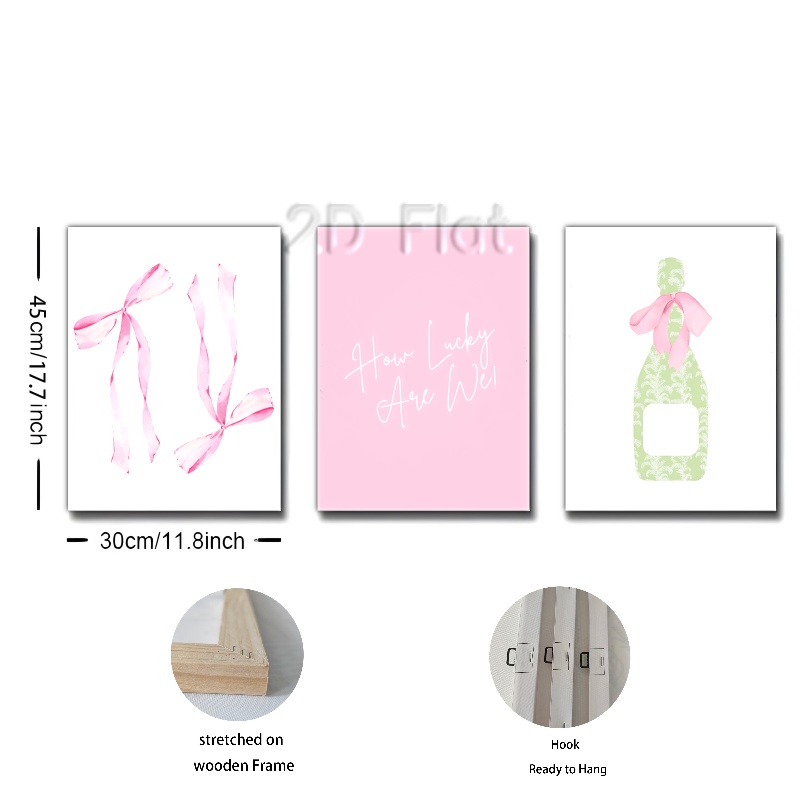 2D Flat
How Lucky
Are We!
45cm/17.7inch
30cm/11.8inch
stretched on
wooden Frame
Hook
Ready to Hang